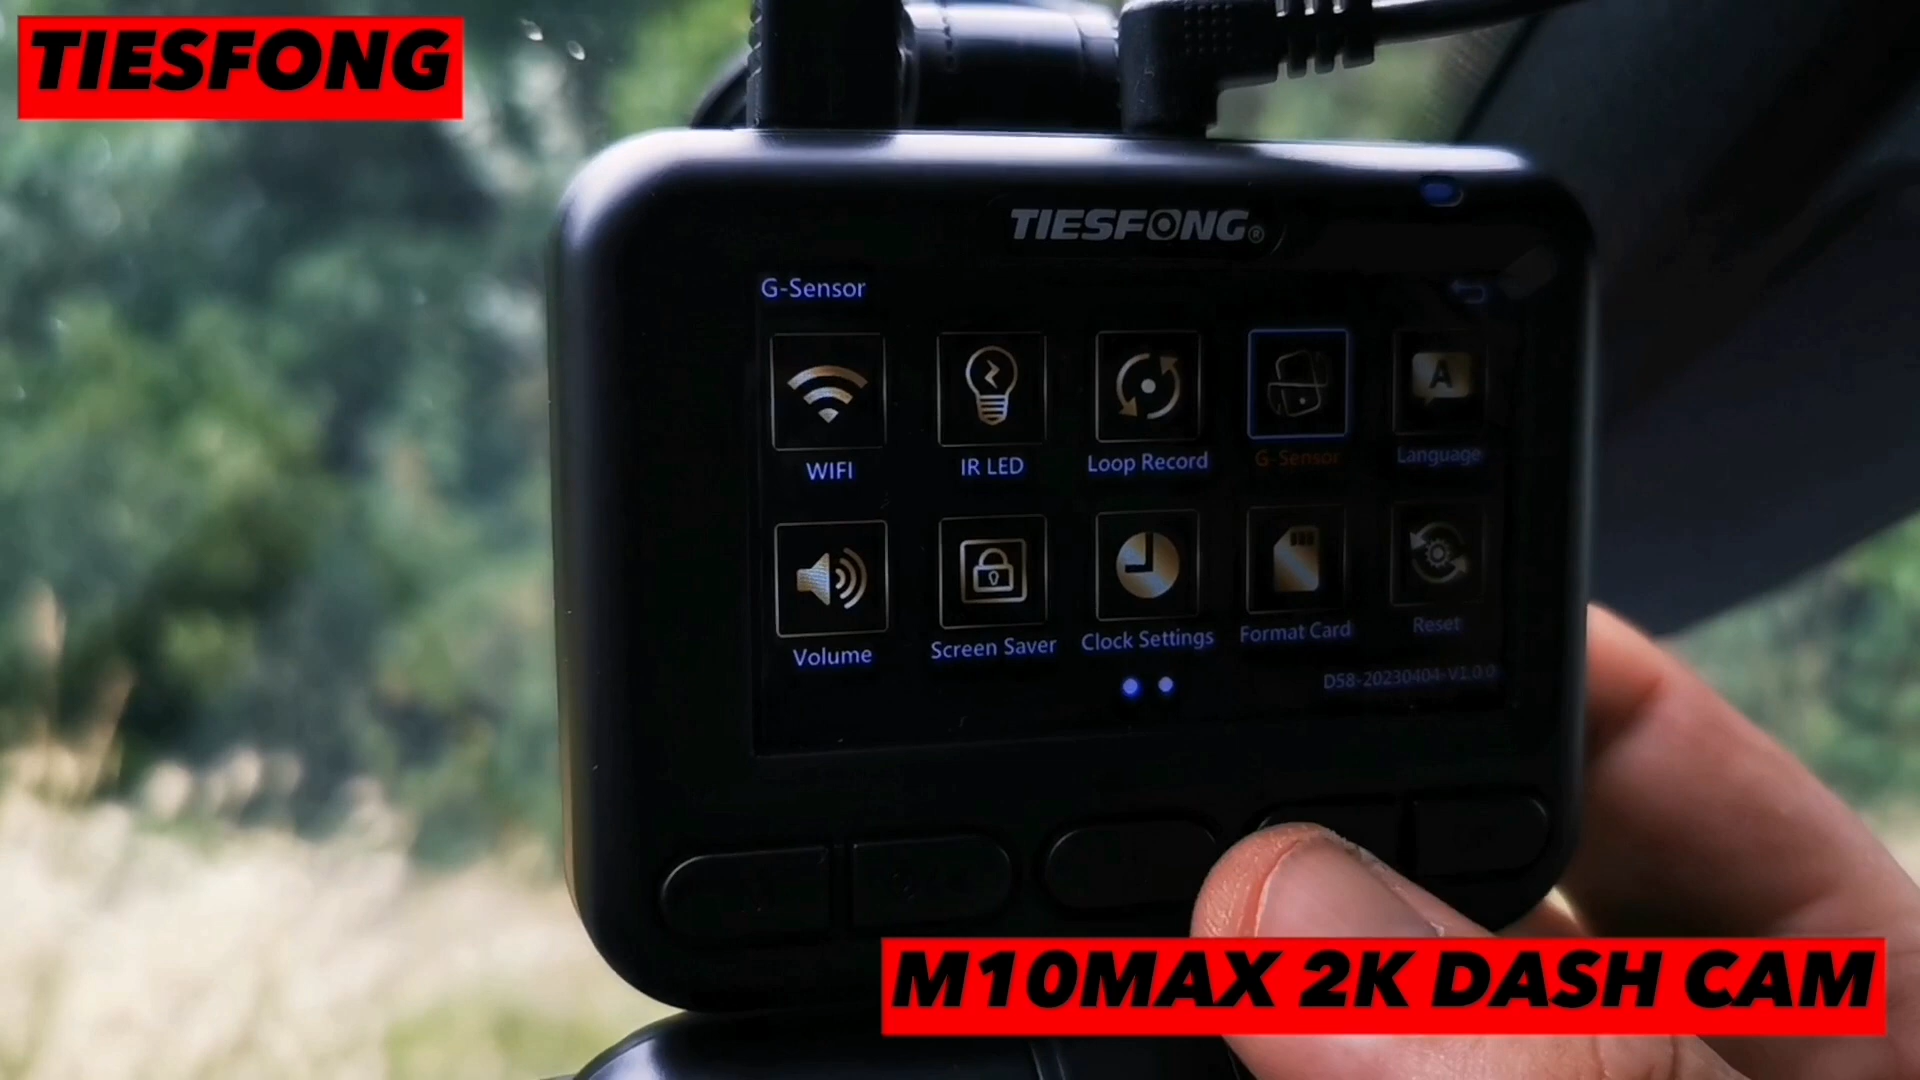 TIESFONG
TIESFONG®
G-Sensor
WIFI
IR LED
Loop Record
G-Sensor
A
Language
Volume
Screen Saver
Clock Settings
Format Card
Reset
D58-20230404-V1.0.0
M10MAX 2K DASH CAM